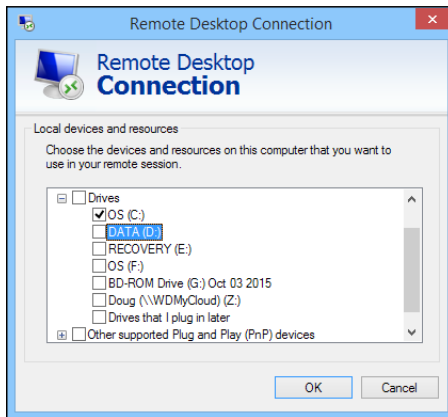 Remote Desktop Connection
Remote Desktop
Connection
Local devices and resources
Choose the devices and resources on this computer that you want to
use in your remote session.
Drives
OS (C:)
DATA (D:)
RECOVERY (E:)
OS (F:)
BD-ROM Drive (G:) Oct 03 2015
Doug (\\WDMyCloud) (Z:)
Drives that I plug in later
Other supported Plug and Play (PnP) devices
OK
Cancel